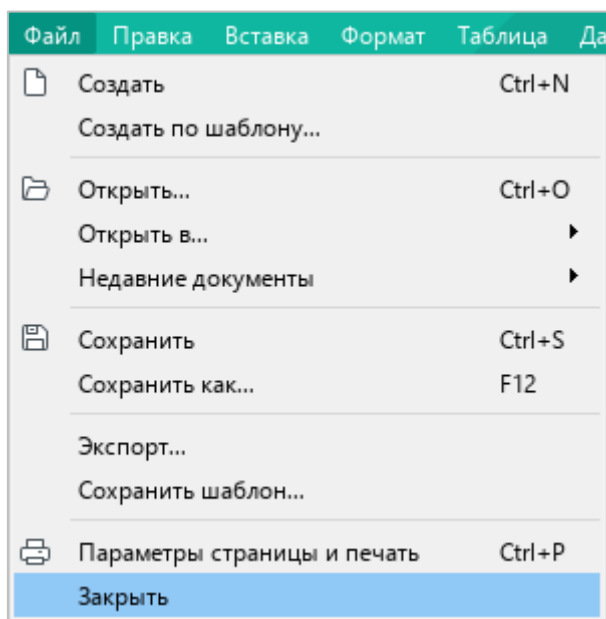 Файл Правка Вставка Формат Таблица Да
Создать Ctrl+N
Создать по шаблону...
Открыть... Ctrl+O
Открыть в...
Недавние документы
Сохранить Ctrl+S
Сохранить как... F12
Экспорт...
Сохранить шаблон...
Параметры страницы и печать Ctrl+P
Закрыть